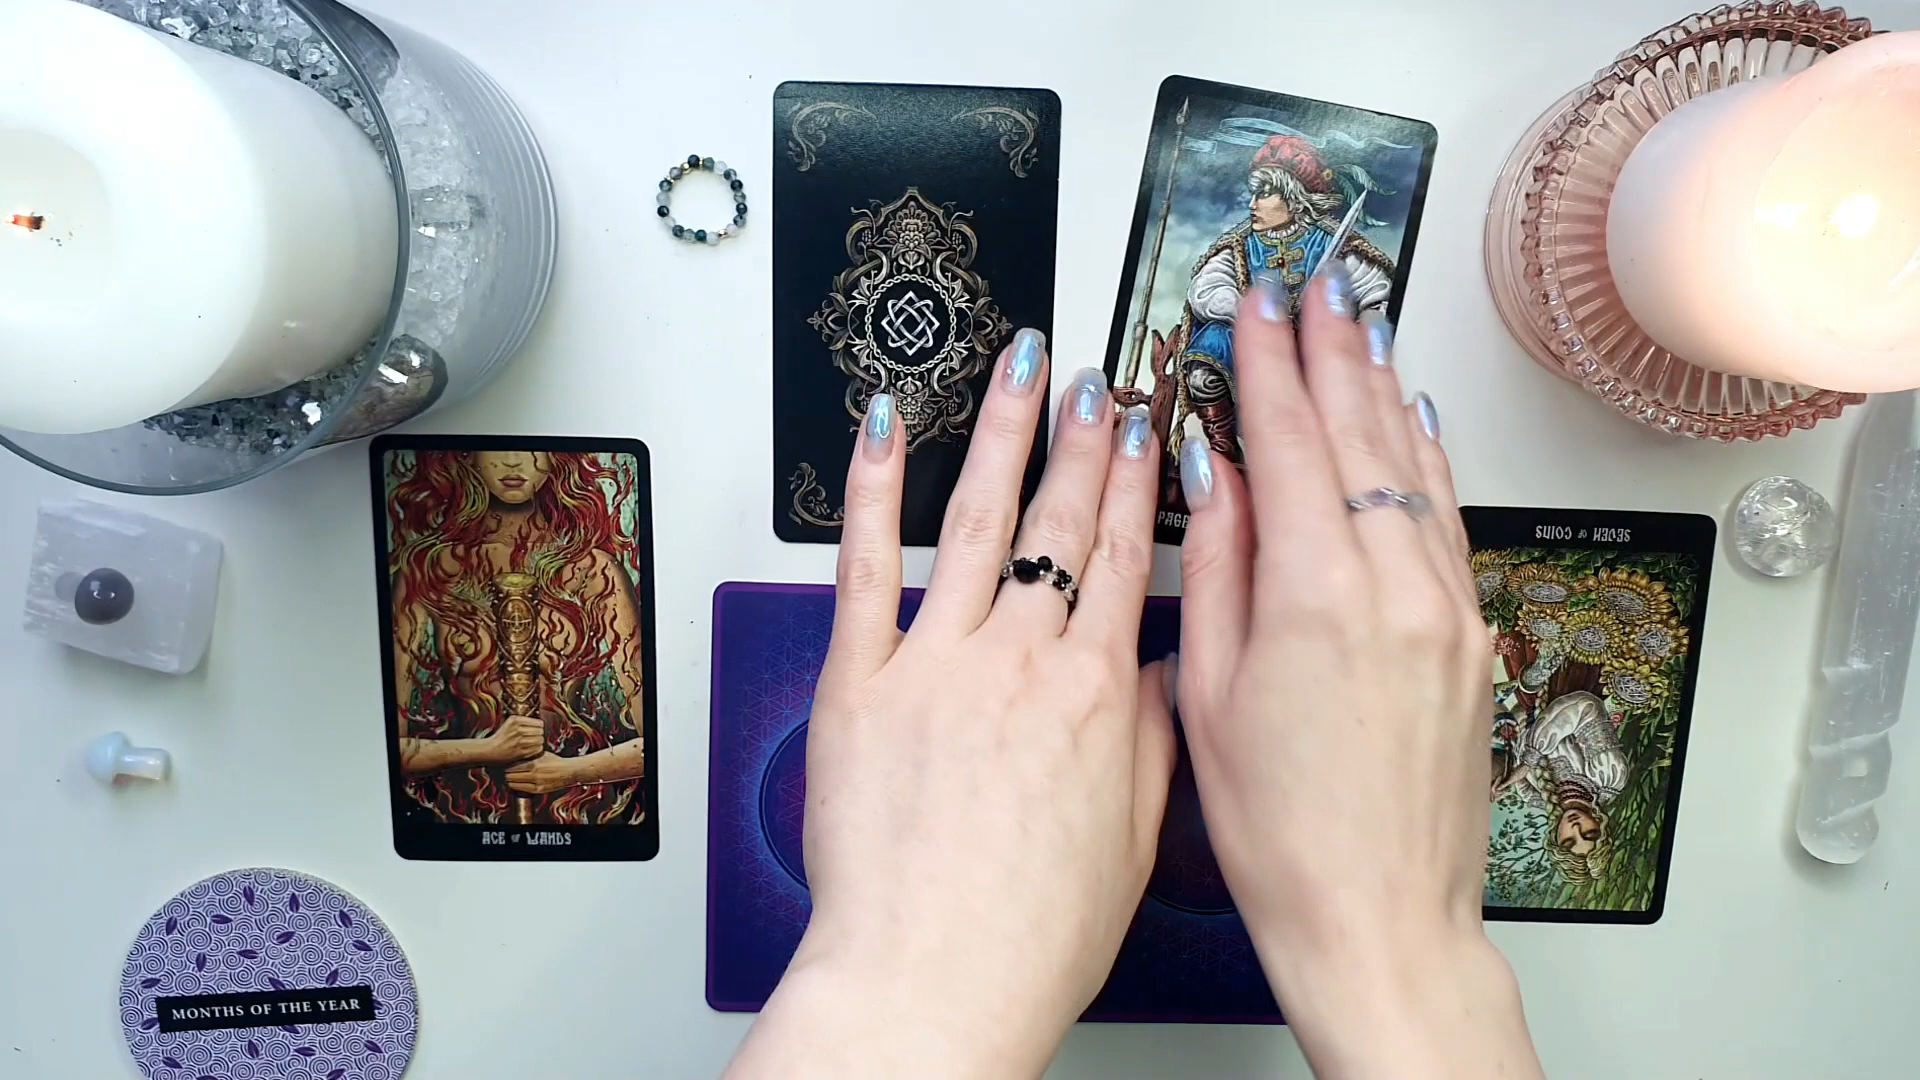 PAGE
SEVEN OF COINS
ACE OF WANDS
MONTHS OF THE YEAR